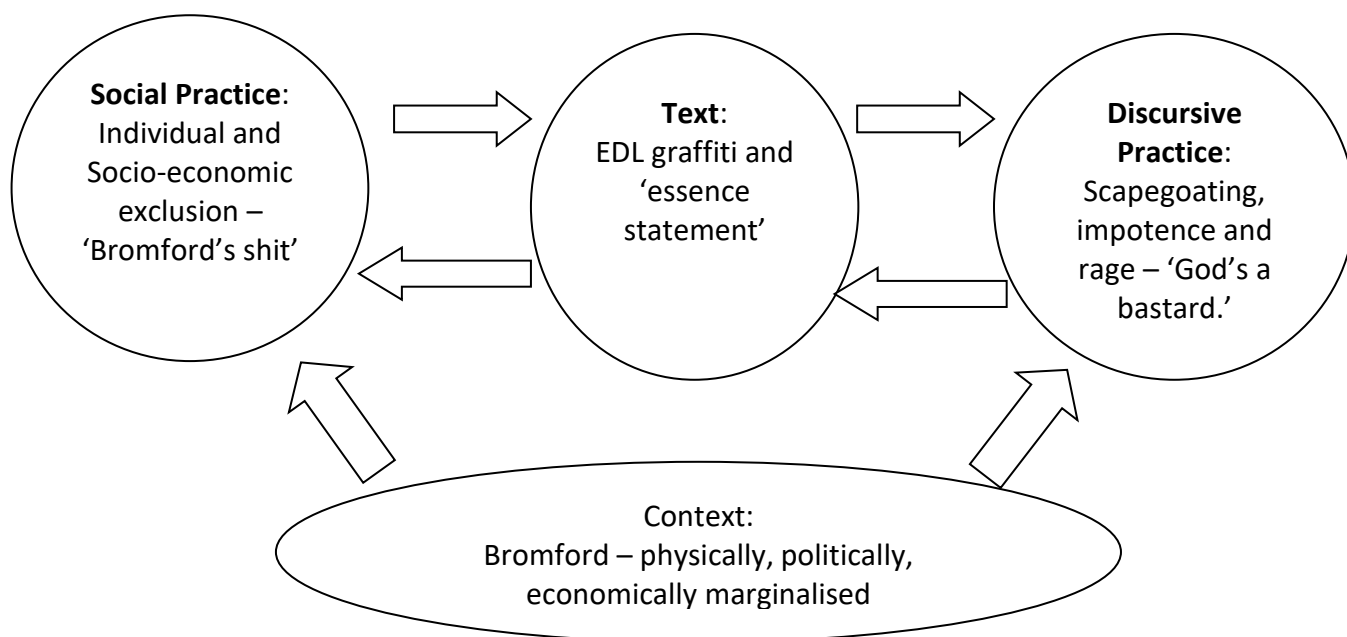 Social Practice:
Individual and
Socio-economic
exclusion –
‘Bromford’s shit’
Text:
EDL graffiti and
‘essence
statement’
Discursive
Practice:
Scapegoating,
impotence and
rage – ‘God’s a
bastard.’
Context:
Bromford – physically, politically,
economically marginalised